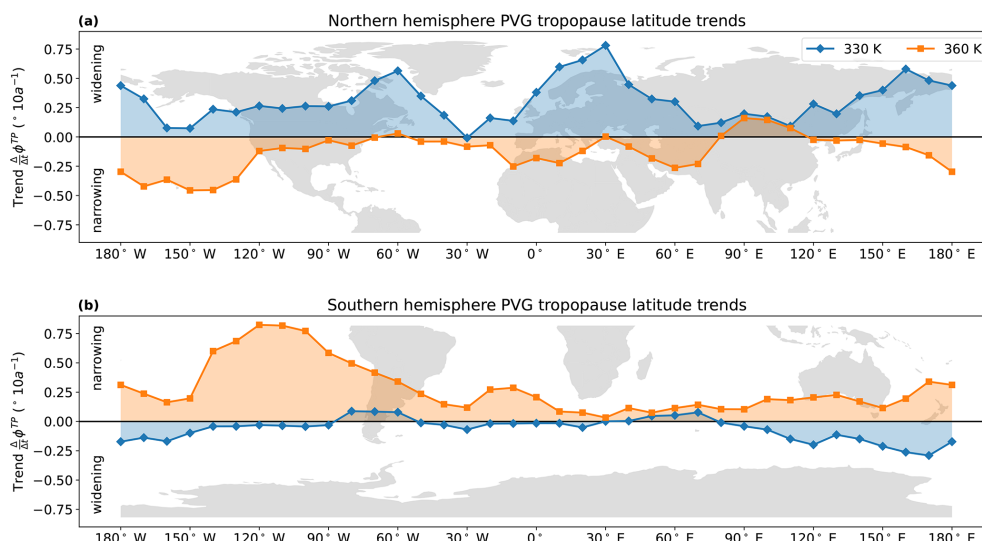 (a) Northern hemisphere PVG tropopause latitude trends
330 K 360 K
widening
narrowing
Trend Δ/Δt ϕ^TP (° 10a⁻¹)
0.75
0.50
0.25
0.00
−0.25
−0.50
−0.75
180° W 150° W 120° W 90° W 60° W 30° W 0° E 30° E 60° E 90° E 120° E 150° E 180° E
(b) Southern hemisphere PVG tropopause latitude trends
narrowing
widening
Trend Δ/Δt ϕ^TP (° 10a⁻¹)
0.75
0.50
0.25
0.00
−0.25
−0.50
−0.75
180° W 150° W 120° W 90° W 60° W 30° W 0° E 30° E 60° E 90° E 120° E 150° E 180° E